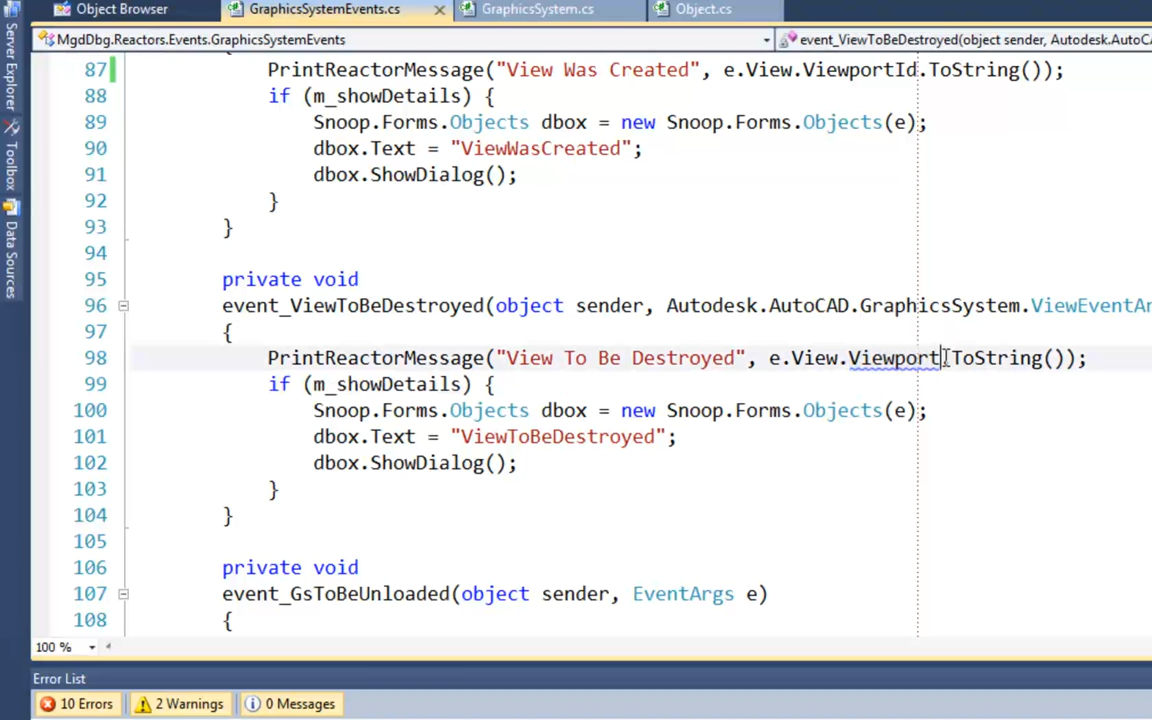 Object Browser GraphicsSystemEvents.cs GraphicsSystem.cs Object.cs
Server Explorer
Toolbox
Data Sources
MgdDbg.Reactors.Events.GraphicsSystemEvents event_ViewToBeDestroyed(object sender, Autodesk.AutoCA
87 PrintReactorMessage("View Was Created", e.View.ViewportId.ToString());
88 if (m_showDetails) {
89 Snoop.Forms.Objects dbox = new Snoop.Forms.Objects(e);
90 dbox.Text = "ViewWasCreated";
91 dbox.ShowDialog();
92 }
93 }
94
95 private void
96 event_ViewToBeDestroyed(object sender, Autodesk.AutoCAD.GraphicsSystem.ViewEventAr
97 {
98 PrintReactorMessage("View To Be Destroyed", e.View.Viewport.ToString());
99 if (m_showDetails) {
100 Snoop.Forms.Objects dbox = new Snoop.Forms.Objects(e);
101 dbox.Text = "ViewToBeDestroyed";
102 dbox.ShowDialog();
103 }
104 }
105
106 private void
107 event_GsToBeUnloaded(object sender, EventArgs e)
108 {
100 %
Error List
10 Errors 2 Warnings 0 Messages